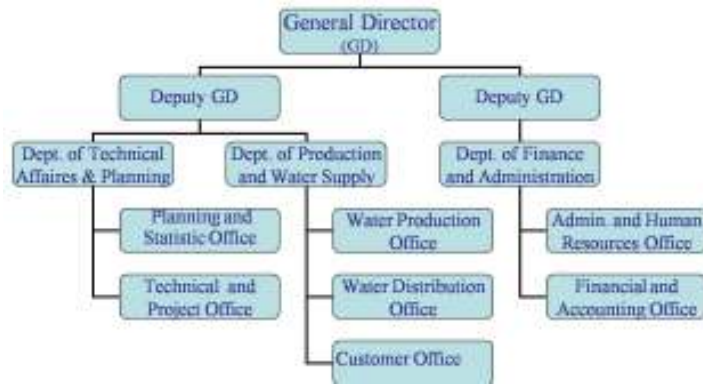 General Director
(GD)
Deputy GD
Deputy GD
Dept. of Technical
Affaires & Planning
Dept. of Production
and Water Supply
Dept. of Finance
and Administration
Planning and
Statistic Office
Water Production
Office
Admin. and Human
Resources Office
Technical and
Project Office
Water Distribution
Office
Financial and
Accounting Office
Customer Office